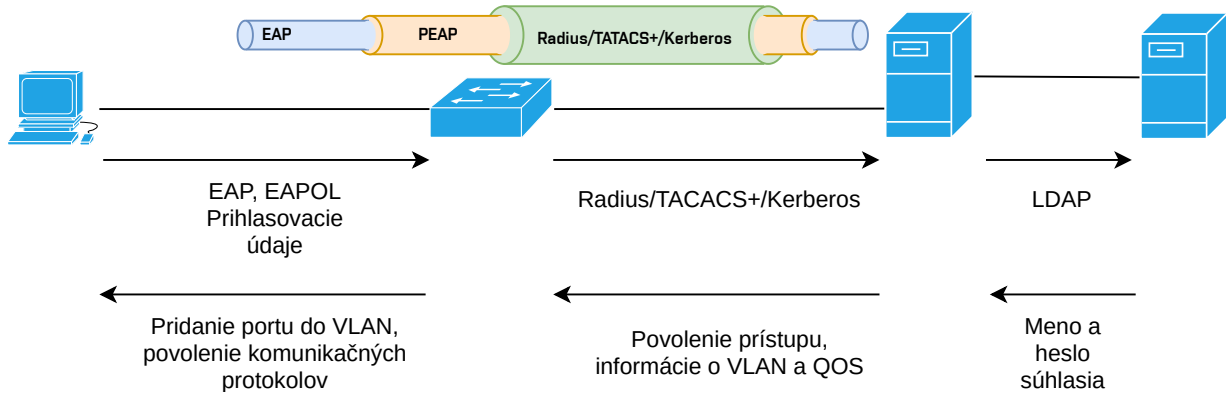 EAP
PEAP
Radius/TATACS+/Kerberos
EAP, EAPOL
Prihlasovacie
údaje
Radius/TACACS+/Kerberos
LDAP
Pridanie portu do VLAN,
povolenie komunikačných
protokolov
Povolenie prístupu,
informácie o VLAN a QOS
Meno a
heslo
súhlasia